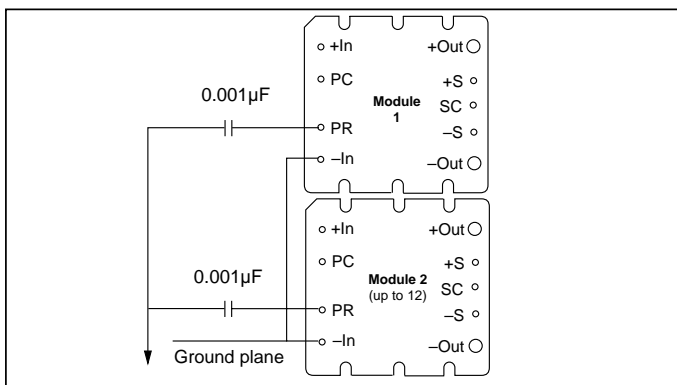 +In
+Out
PC
+S
0.001µF
Module
1
SC
PR
–S
–In
–Out
+In
+Out
PC
+S
0.001µF
Module 2
(up to 12)
SC
PR
–S
–In
–Out
Ground plane